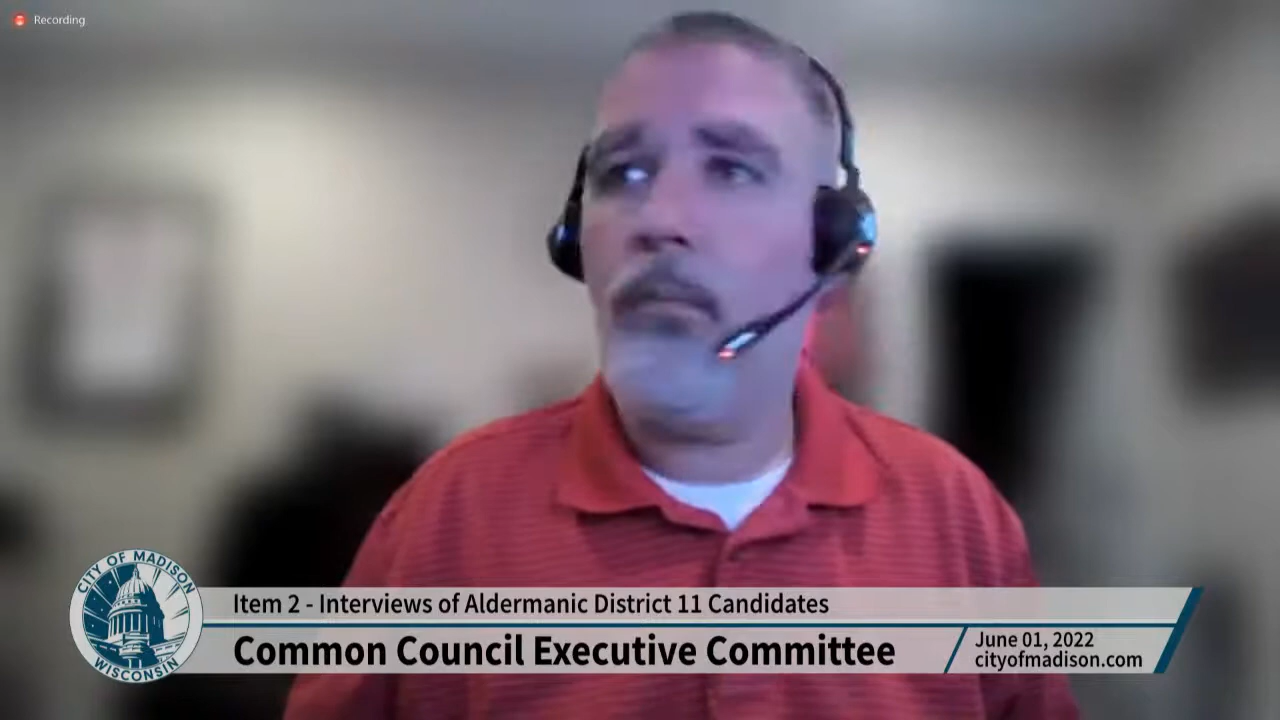 Recording
Item 2 - Interviews of Aldermanic District 11 Candidates
Common Council Executive Committee
June 01, 2022
cityofmadison.com
CITY OF MADISON
WISCONSIN